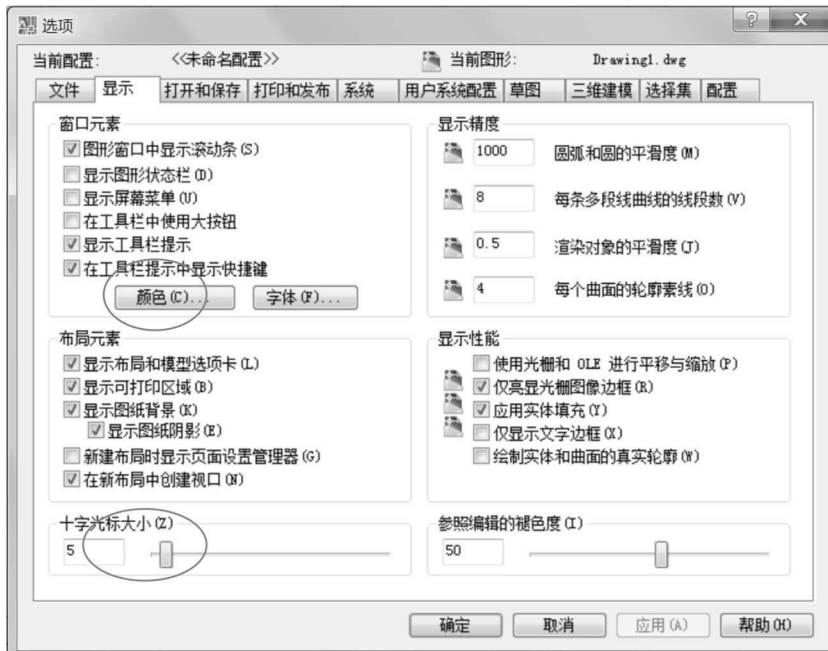 选项
当前配置: <<未命名配置>> 当前图形: Drawing1.dwg
文件 显示 打开和保存 打印和发布 系统 用户系统配置 草图 三维建模 选择集 配置
窗口元素
图形窗口中显示滚动条(S)
显示图形状态栏(D)
显示屏幕菜单(U)
在工具栏中使用大按钮
显示工具栏提示
在工具栏提示中显示快捷键
颜色(C)... 字体(F)...
显示精度
1000 圆弧和圆的平滑度(M)
8 每条多段线曲线的线段数(V)
0.5 渲染对象的平滑度(J)
4 每个曲面的轮廓素线(O)
布局元素
显示布局和模型选项卡(L)
显示可打印区域(B)
显示图纸背景(K)
显示图纸阴影(E)
新建布局时显示页面设置管理器(G)
在新布局中创建视口(N)
显示性能
使用光栅和 OLE 进行平移与缩放(P)
仅亮显光栅图像边框(R)
应用实体填充(Y)
仅显示文字边框(X)
绘制实体和曲面的真实轮廓(W)
十字光标大小(Z)
5
参照编辑的褪色度(I)
50
确定 取消 应用(A) 帮助(H)